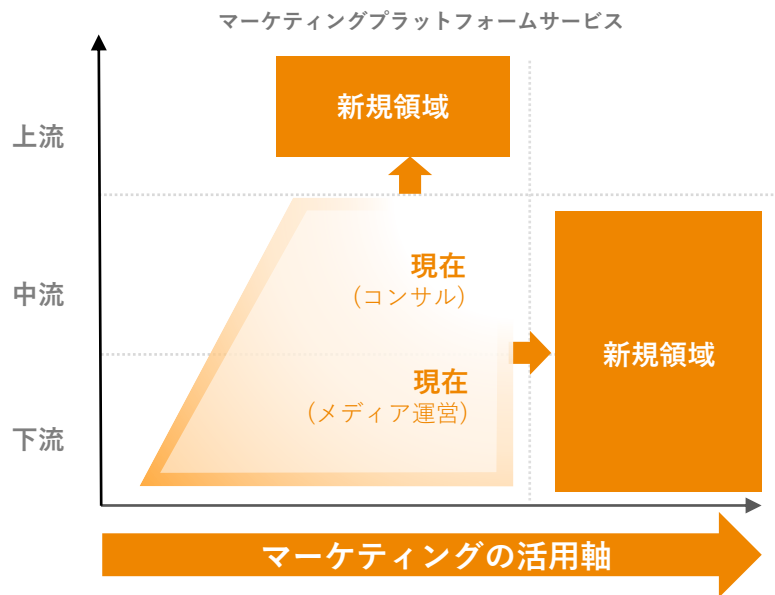 マーケティングプラットフォームサービス
上流
新規領域
中流
現在
(コンサル)
新規領域
現在
(メディア運営)
下流
マーケティングの活用軸